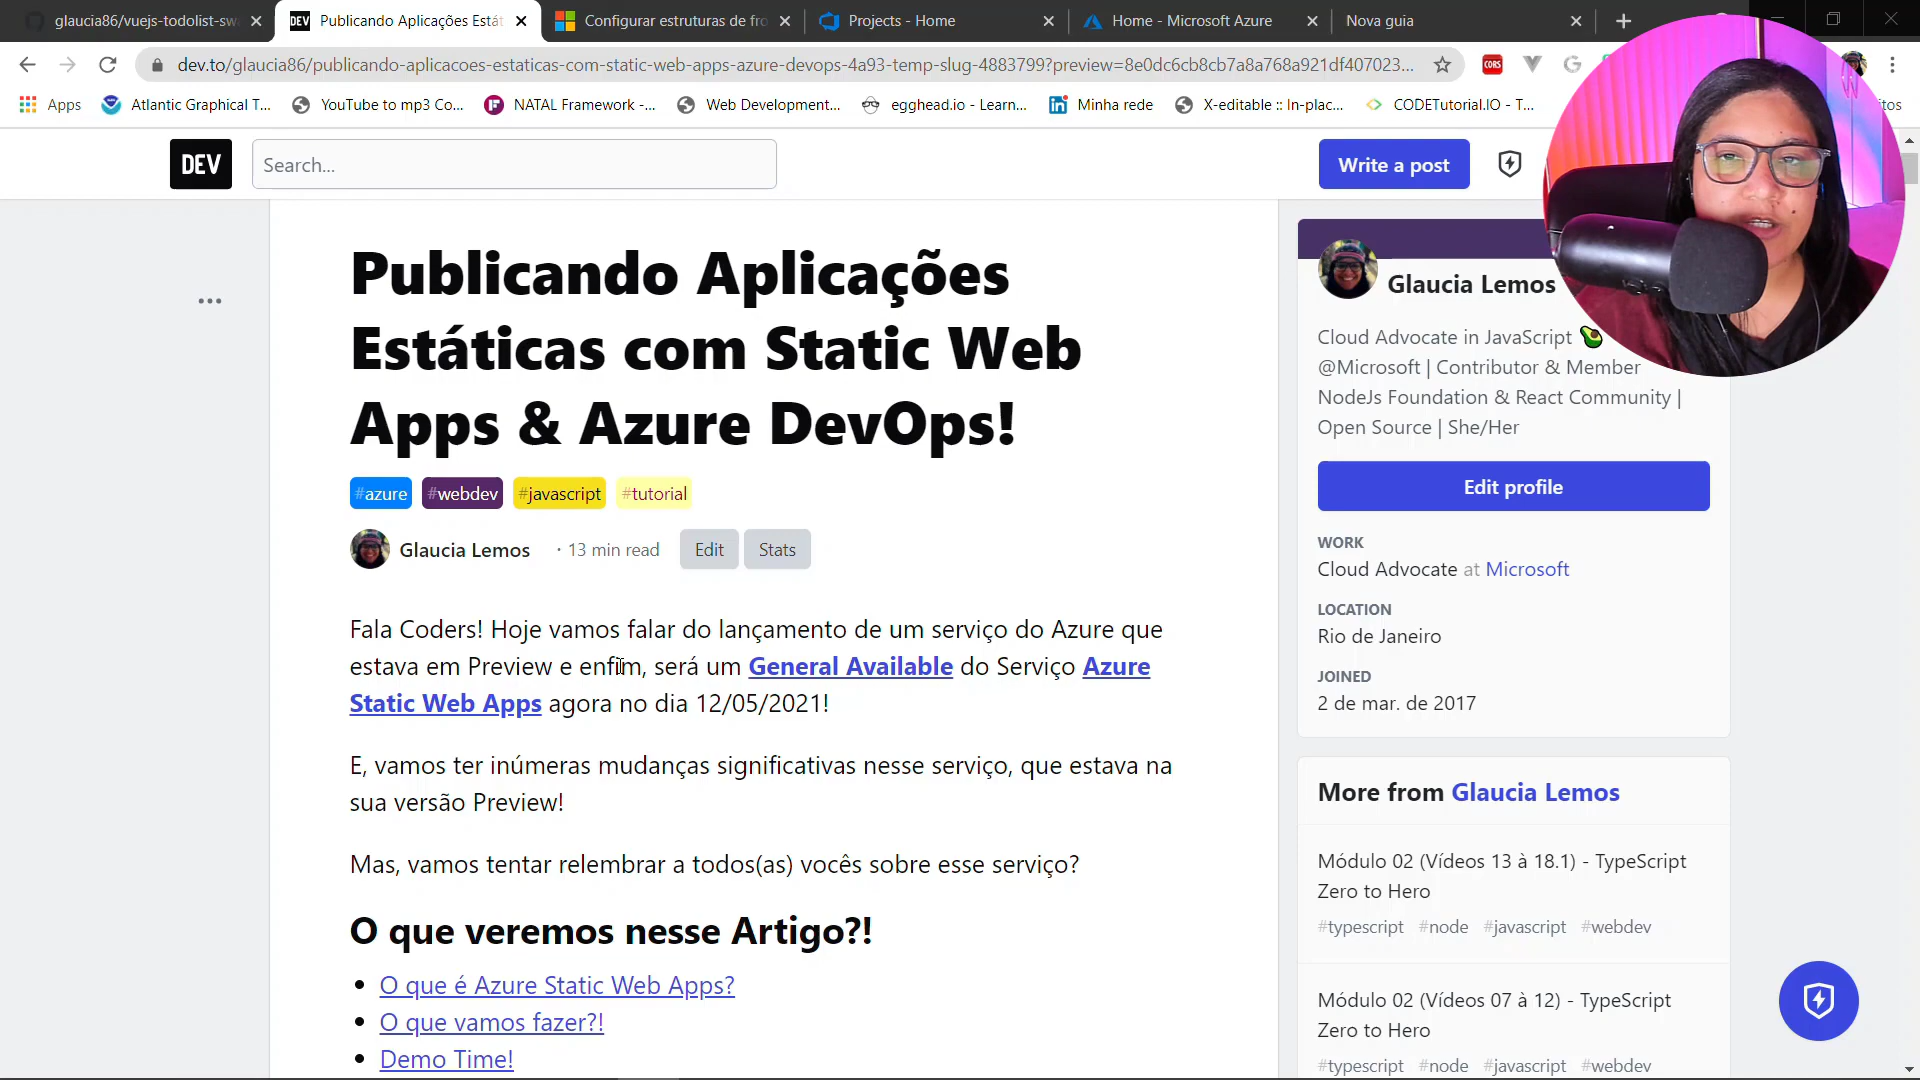 glaucia86/vuejs-todolist-sw
DEV Publicando Aplicações Estát
Configurar estruturas de fro
Projects - Home
Home - Microsoft Azure
Nova guia
dev.to/glaucia86/publicando-aplicacoes-estaticas-com-static-web-apps-azure-devops-4a93-temp-slug-4883799?preview=8e0dc6cb8cb7a8a768a921df407023...
CORS
Apps
Atlantic Graphical T...
YouTube to mp3 Co...
NATAL Framework -...
Web Development...
egghead.io - Learn...
Minha rede
X-editable :: In-plac...
CODETutorial.IO - T...
DEV
Search...
Write a post
Publicando Aplicações
Estáticas com Static Web
Apps & Azure DevOps!
#azure #webdev #javascript #tutorial
Glaucia Lemos ・13 min read Edit Stats
Fala Coders! Hoje vamos falar do lançamento de um serviço do Azure que
estava em Preview e enfim, será um General Available do Serviço Azure
Static Web Apps agora no dia 12/05/2021!
E, vamos ter inúmeras mudanças significativas nesse serviço, que estava na
sua versão Preview!
Mas, vamos tentar relembrar a todos(as) vocês sobre esse serviço?
O que veremos nesse Artigo?!
O que é Azure Static Web Apps?
O que vamos fazer?!
Demo Time!
Glaucia Lemos
Cloud Advocate in JavaScript 🥑
@Microsoft | Contributor & Member
NodeJs Foundation & React Community |
Open Source | She/Her
Edit profile
WORK
Cloud Advocate at Microsoft
LOCATION
Rio de Janeiro
JOINED
2 de mar. de 2017
More from Glaucia Lemos
Módulo 02 (Vídeos 13 à 18.1) - TypeScript
Zero to Hero
#typescript #node #javascript #webdev
Módulo 02 (Vídeos 07 à 12) - TypeScript
Zero to Hero
#typescript #node #javascript #webdev